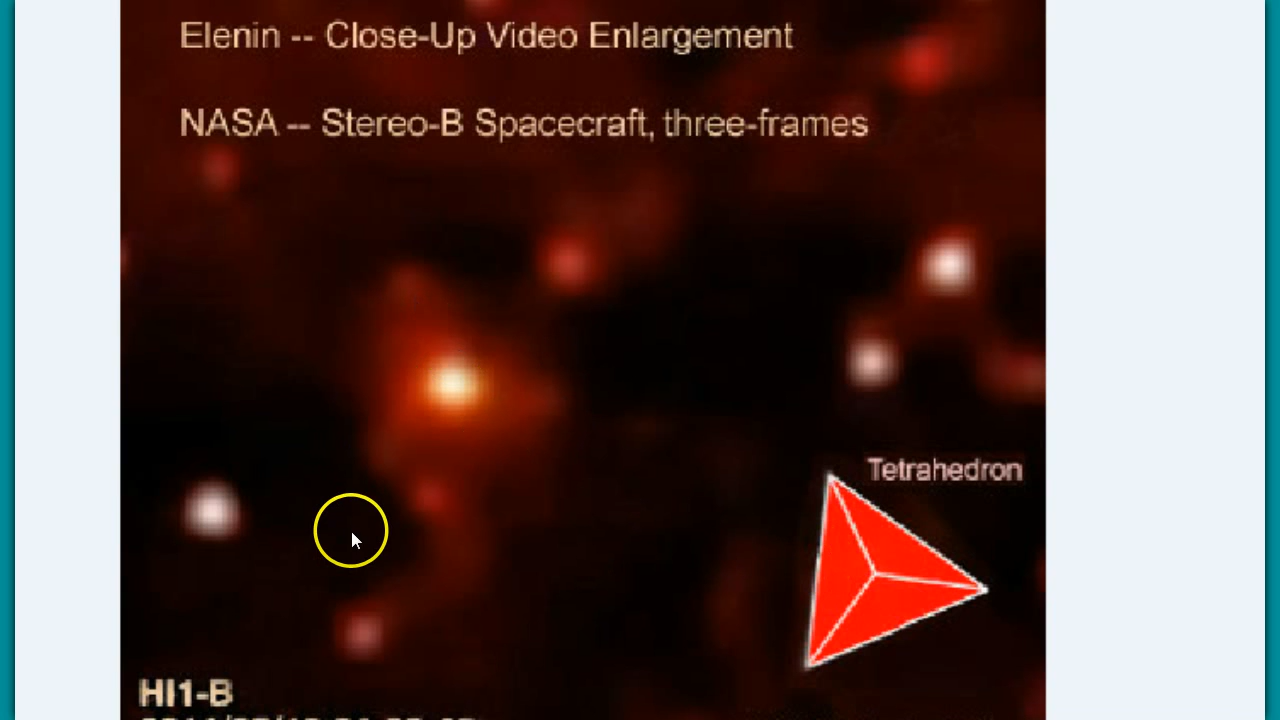 Elenin -- Close-Up Video Enlargement
NASA -- Stereo-B Spacecraft, three-frames
Tetrahedron
HI1-B